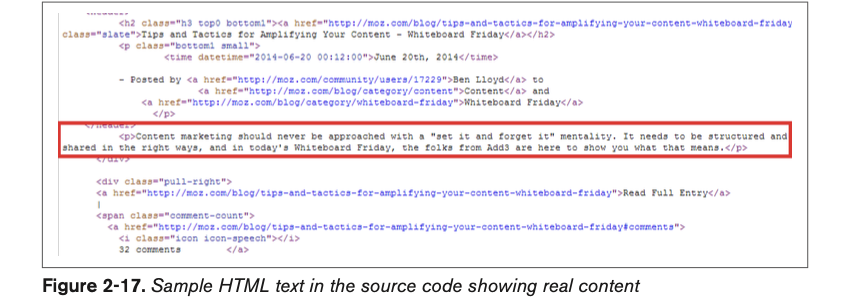 </header>
<h2 class="h3 top0 bottom1"><a href="http://moz.com/blog/tips-and-tactics-for-amplifying-your-content-whiteboard-friday
class="slate">Tips and Tactics for Amplifying Your Content - Whiteboard Friday</a></h2>
<p class="bottom1 small">
<time datetime="2014-06-20 00:12:00">June 20th, 2014</time>
- Posted by <a href="http://moz.com/community/users/17229">Ben Lloyd</a> to
<a href="http://moz.com/blog/category/content">Content</a> and
<a href="http://moz.com/blog/category/whiteboard-friday">Whiteboard Friday</a>
</p>
</header>
<p>Content marketing should never be approached with a "set it and forget it" mentality. It needs to be structured and
shared in the right ways, and in today's Whiteboard Friday, the folks from Add3 are here to show you what that means.</p>
</div>
<div class="pull-right">
<a href="http://moz.com/blog/tips-and-tactics-for-amplifying-your-content-whiteboard-friday">Read Full Entry</a>
|
<span class="comment-count">
<a href="http://moz.com/blog/tips-and-tactics-for-amplifying-your-content-whiteboard-friday#comments">
<i class="icon icon-speech"></i>
32 comments </a>
Figure 2-17. Sample HTML text in the source code showing real content